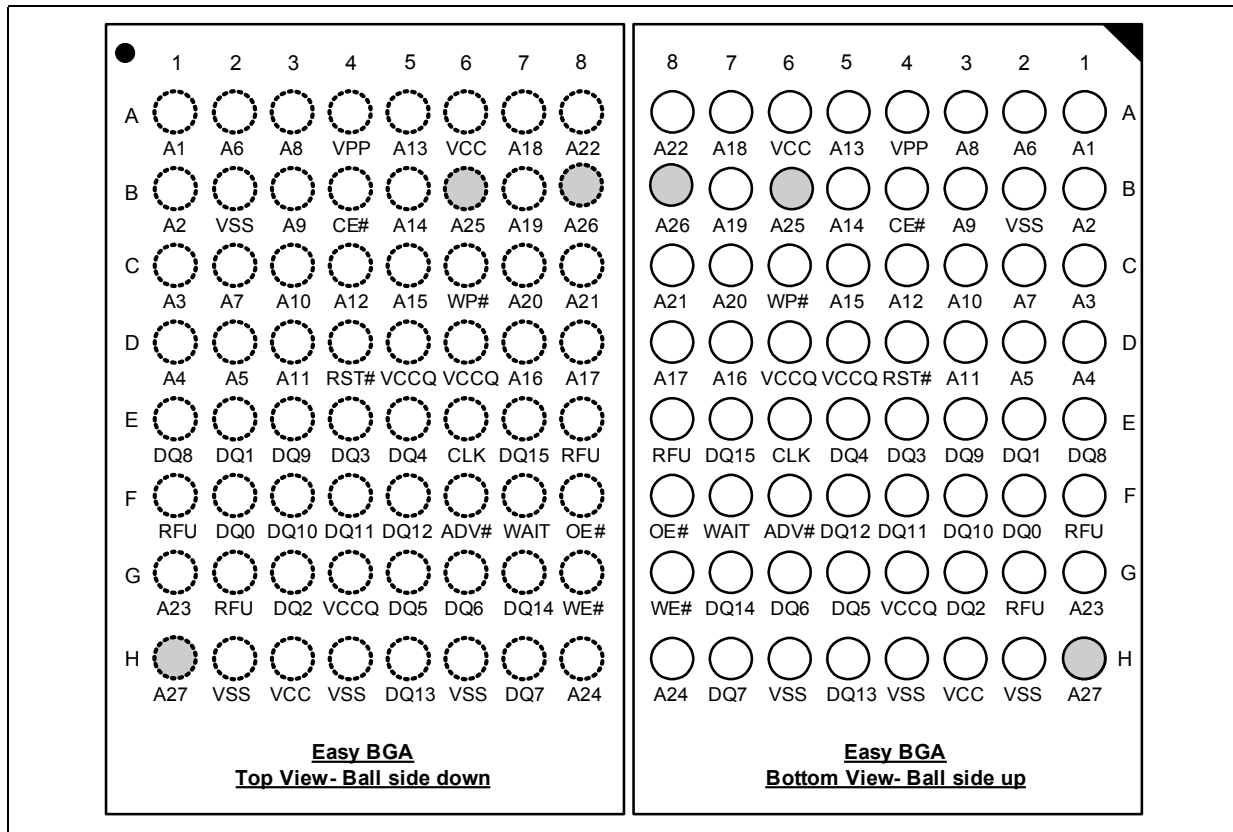 1 2 3 4 5 6 7 8
A
A1 A6 A8 VPP A13 VCC A18 A22
B
A2 VSS A9 CE# A14 A25 A19 A26
C
A3 A7 A10 A12 A15 WP# A20 A21
D
A4 A5 A11 RST# VCCQ VCCQ A16 A17
E
DQ8 DQ1 DQ9 DQ3 DQ4 CLK DQ15 RFU
F
RFU DQ0 DQ10 DQ11 DQ12 ADV# WAIT OE#
G
A23 RFU DQ2 VCCQ DQ5 DQ6 DQ14 WE#
H
A27 VSS VCC VSS DQ13 VSS DQ7 A24
Easy BGA
Top View- Ball side down
8 7 6 5 4 3 2 1
A
A22 A18 VCC A13 VPP A8 A6 A1
B
A26 A19 A25 A14 CE# A9 VSS A2
C
A21 A20 WP# A15 A12 A10 A7 A3
D
A17 A16 VCCQ VCCQ RST# A11 A5 A4
E
RFU DQ15 CLK DQ4 DQ3 DQ9 DQ1 DQ8
F
OE# WAIT ADV# DQ12 DQ11 DQ10 DQ0 RFU
G
WE# DQ14 DQ6 DQ5 VCCQ DQ2 RFU A23
H
A24 DQ7 VSS DQ13 VSS VCC VSS A27
Easy BGA
Bottom View- Ball side up